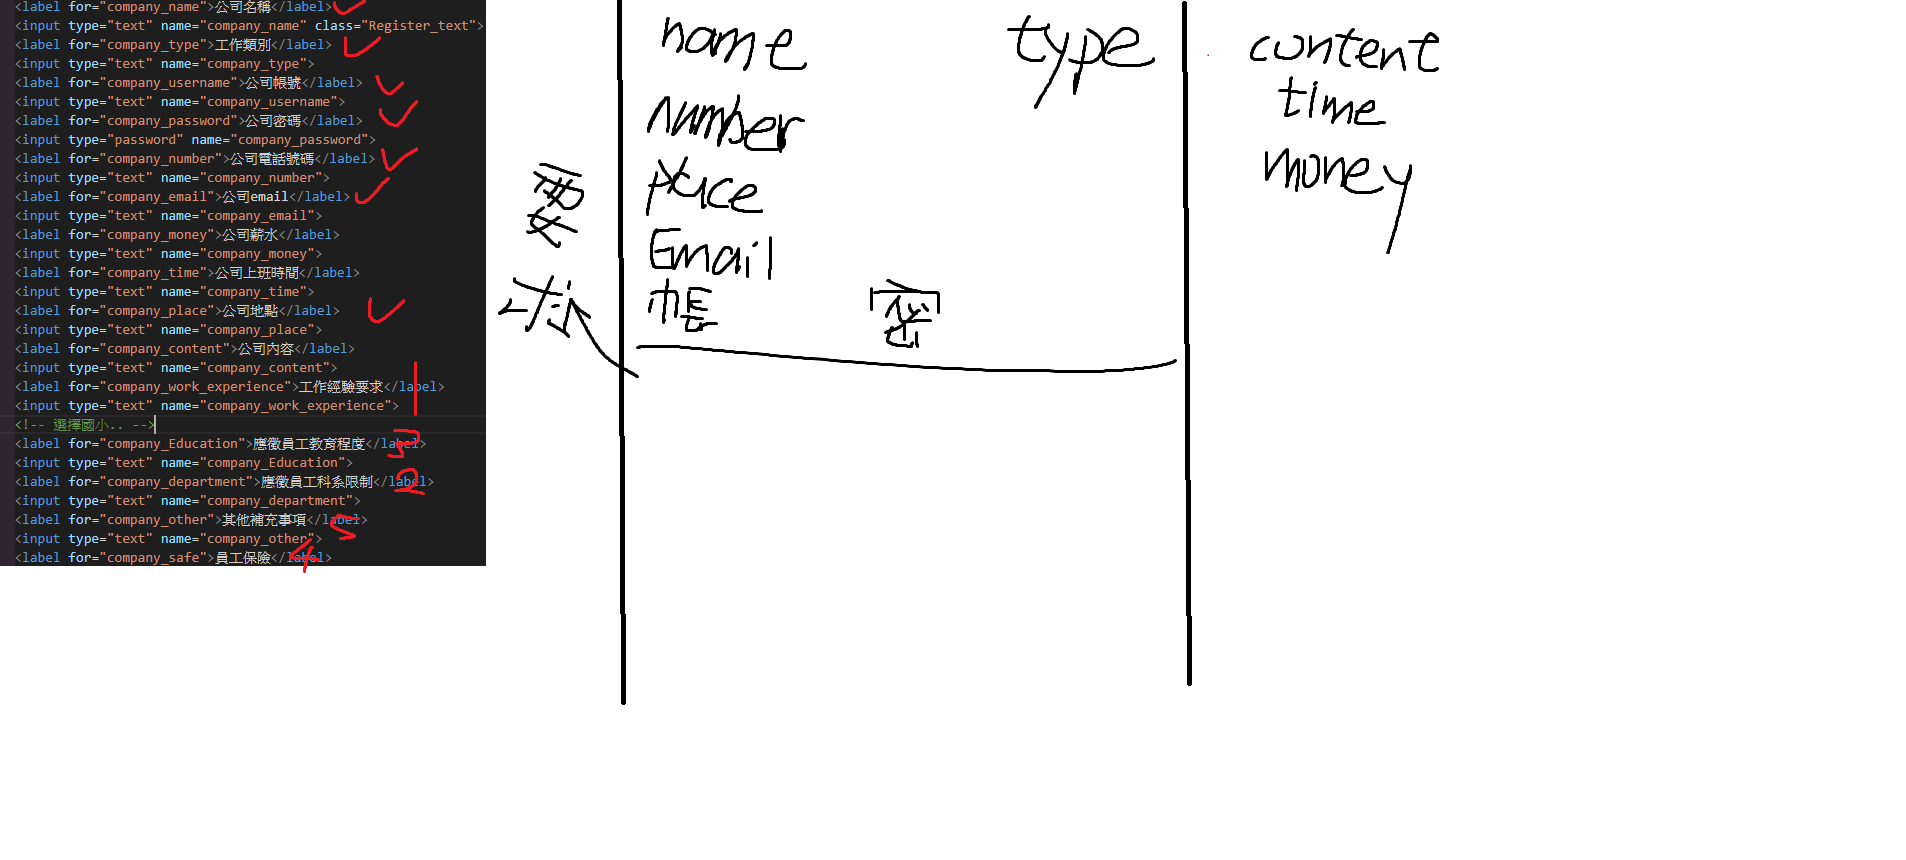 <label for="company_name">公司名稱</label>
<input type="text" name="company_name" class="Register_text">
<label for="company_type">工作類別</label>
<input type="text" name="company_type">
<label for="company_username">公司帳號</label>
<input type="text" name="company_username">
<label for="company_password">公司密碼</label>
<input type="password" name="company_password">
<label for="company_number">公司電話號碼</label>
<input type="text" name="company_number">
<label for="company_email">公司email</label>
<input type="text" name="company_email">
<label for="company_money">公司薪水</label>
<input type="text" name="company_money">
<label for="company_time">公司上班時間</label>
<input type="text" name="company_time">
<label for="company_place">公司地點</label>
<input type="text" name="company_place">
<label for="company_content">公司內容</label>
<input type="text" name="company_content">
<label for="company_work_experience">工作經驗要求</label>
<input type="text" name="company_work_experience">
<!-- 選擇國小.. -->
<label for="company_Education">應徵員工教育程度</label>
3
<input type="text" name="company_Education">
<label for="company_department">應徵員工科系限制</label>
2
<input type="text" name="company_department">
<label for="company_other">其他補充事項</label>
5
<input type="text" name="company_other">
<label for="company_safe">員工保險</label>
4
要求
name type
number
place
Email
帳 密
content
time
money